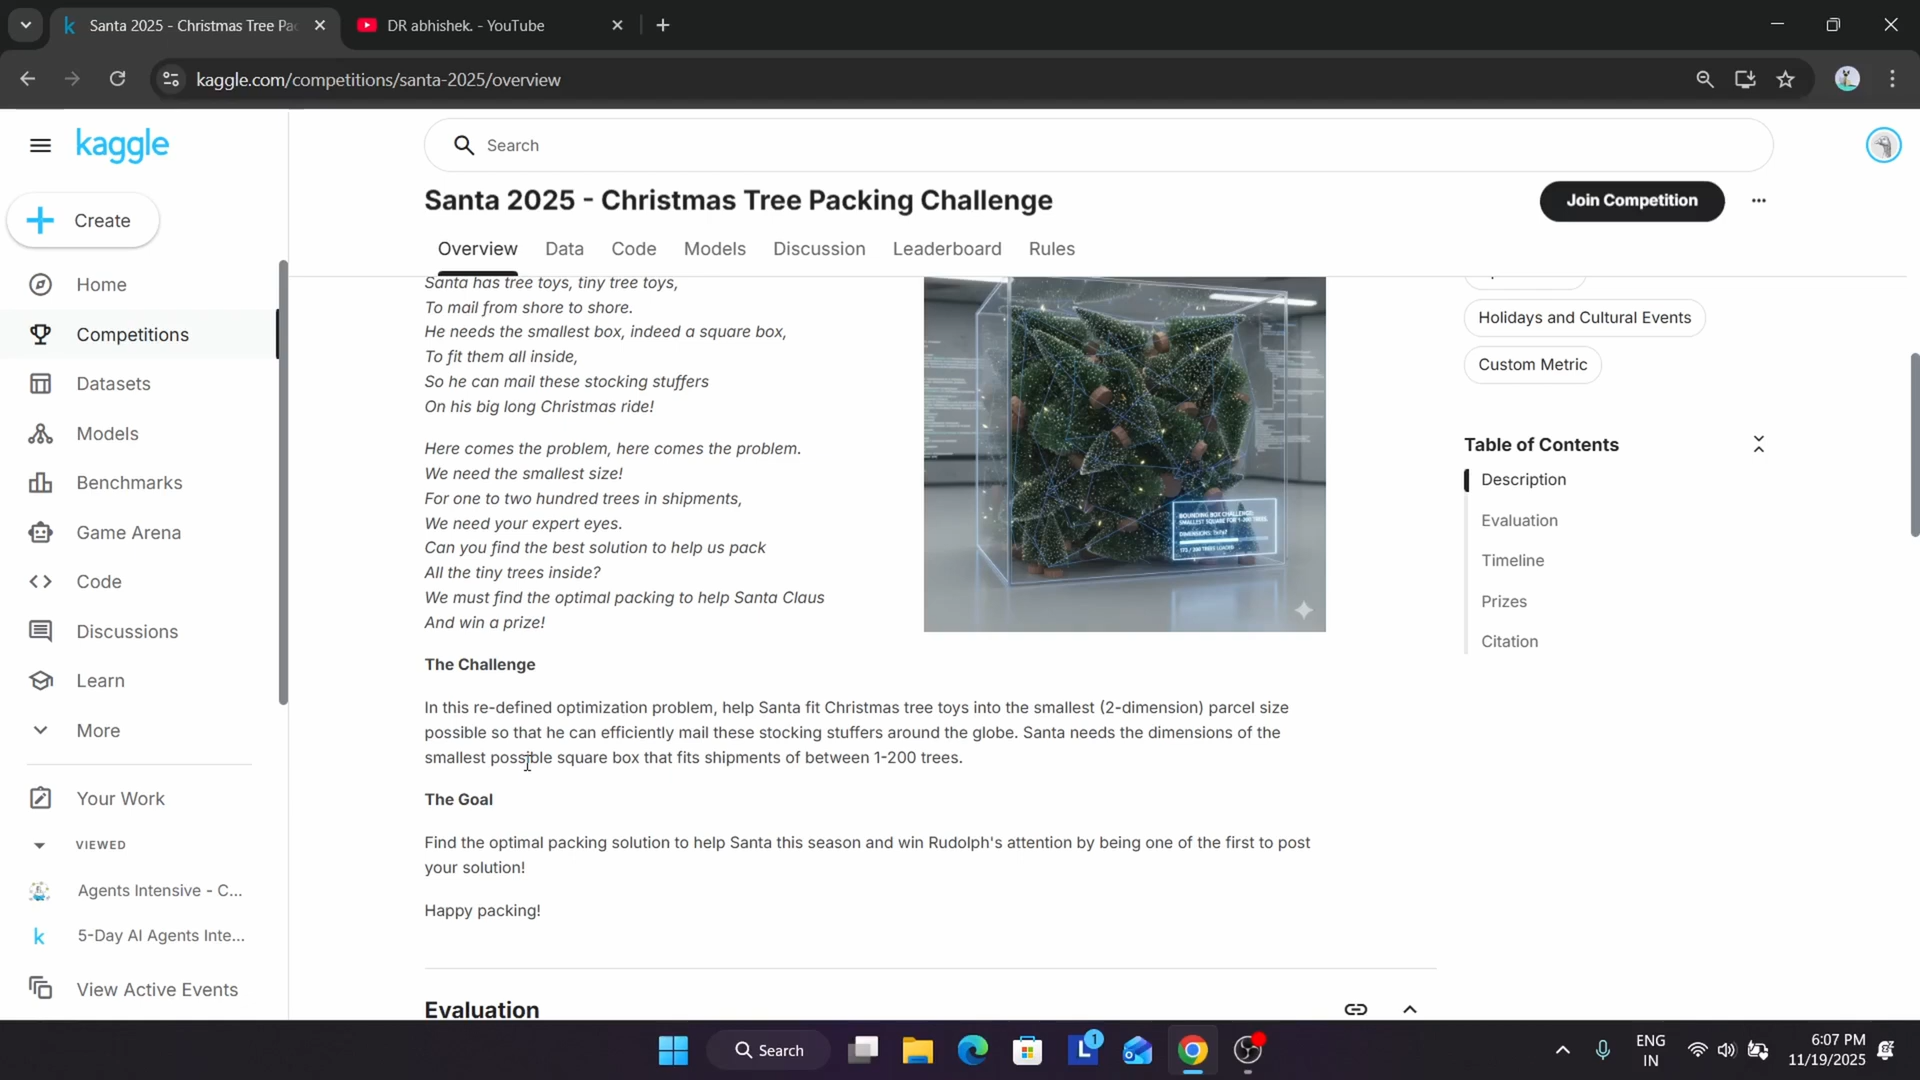 Santa 2025 - Christmas Tree Pac
DR abhishek. - YouTube
kaggle.com/competitions/santa-2025/overview
kaggle
Search
Create
Santa 2025 - Christmas Tree Packing Challenge
Join Competition
Overview Data Code Models Discussion Leaderboard Rules
Home
Competitions
Datasets
Models
Benchmarks
Game Arena
Code
Discussions
Learn
More
Your Work
VIEWED
Agents Intensive - C...
5-Day AI Agents Inte...
View Active Events
Santa has tree toys, tiny tree toys,
To mail from shore to shore.
He needs the smallest box, indeed a square box,
To fit them all inside,
So he can mail these stocking stuffers
On his big long Christmas ride!
Here comes the problem, here comes the problem.
We need the smallest size!
For one to two hundred trees in shipments,
We need your expert eyes.
Can you find the best solution to help us pack
All the tiny trees inside?
We must find the optimal packing to help Santa Claus
And win a prize!
BOUNDING BOX CHALLENGE:
SMALLEST SQUARE FOR 1-200 TREES.
The Challenge
In this re-defined optimization problem, help Santa fit Christmas tree toys into the smallest (2-dimension) parcel size
possible so that he can efficiently mail these stocking stuffers around the globe. Santa needs the dimensions of the
smallest possible square box that fits shipments of between 1-200 trees.
The Goal
Find the optimal packing solution to help Santa this season and win Rudolph's attention by being one of the first to post
your solution!
Happy packing!
Evaluation
Holidays and Cultural Events
Custom Metric
Table of Contents
Description
Evaluation
Timeline
Prizes
Citation
Search
1
ENG
IN
6:07 PM
11/19/2025